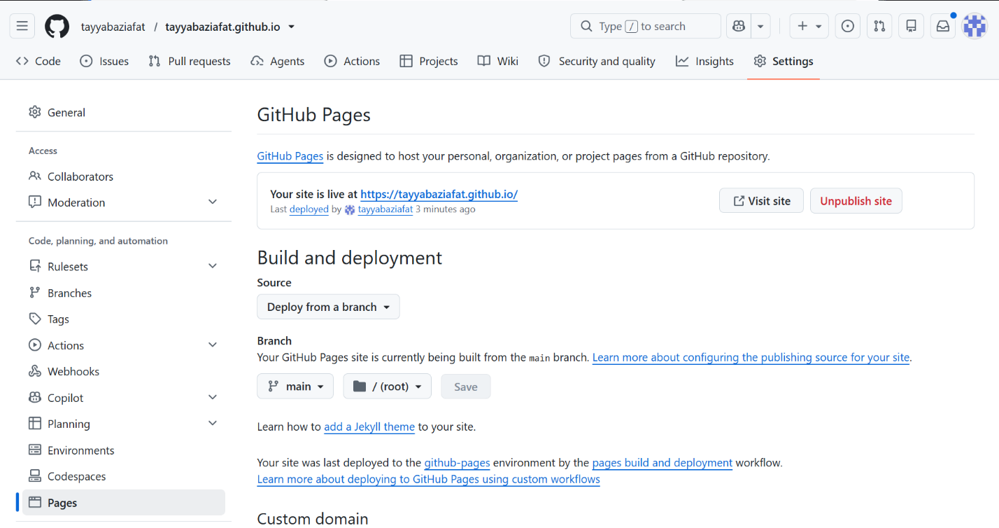 tayyabaziafat / tayyabaziafat.github.io
Type / to search
Code Issues Pull requests Agents Actions Projects Wiki Security and quality Insights Settings
General
Access
Collaborators
Moderation
Code, planning, and automation
Rulesets
Branches
Tags
Actions
Webhooks
Copilot
Planning
Environments
Codespaces
Pages
GitHub Pages
GitHub Pages is designed to host your personal, organization, or project pages from a GitHub repository.
Your site is live at https://tayyabaziafat.github.io/
Last deployed by tayyabaziafat 3 minutes ago
Visit site
Unpublish site
Build and deployment
Source
Deploy from a branch
Branch
Your GitHub Pages site is currently being built from the main branch. Learn more about configuring the publishing source for your site.
main / (root) Save
Learn how to add a Jekyll theme to your site.
Your site was last deployed to the github-pages environment by the pages build and deployment workflow.
Learn more about deploying to GitHub Pages using custom workflows
Custom domain